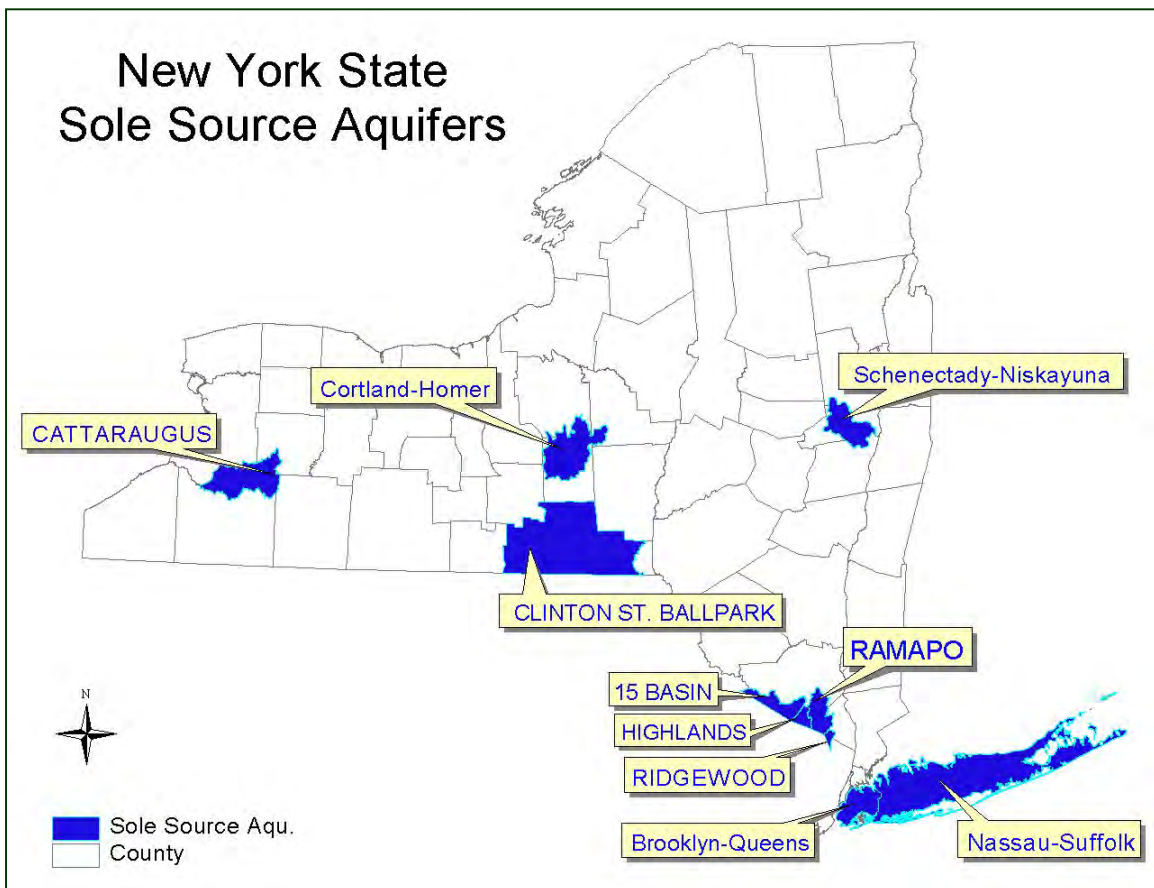 New York State
Sole Source Aquifers
Schenectady-Niskayuna
Cortland-Homer
CATTARAUGUS
CLINTON ST. BALLPARK
RAMAPO
15 BASIN
HIGHLANDS
RIDGEWOOD
N
Sole Source Aqu.
County
Brooklyn-Queens
Nassau-Suffolk